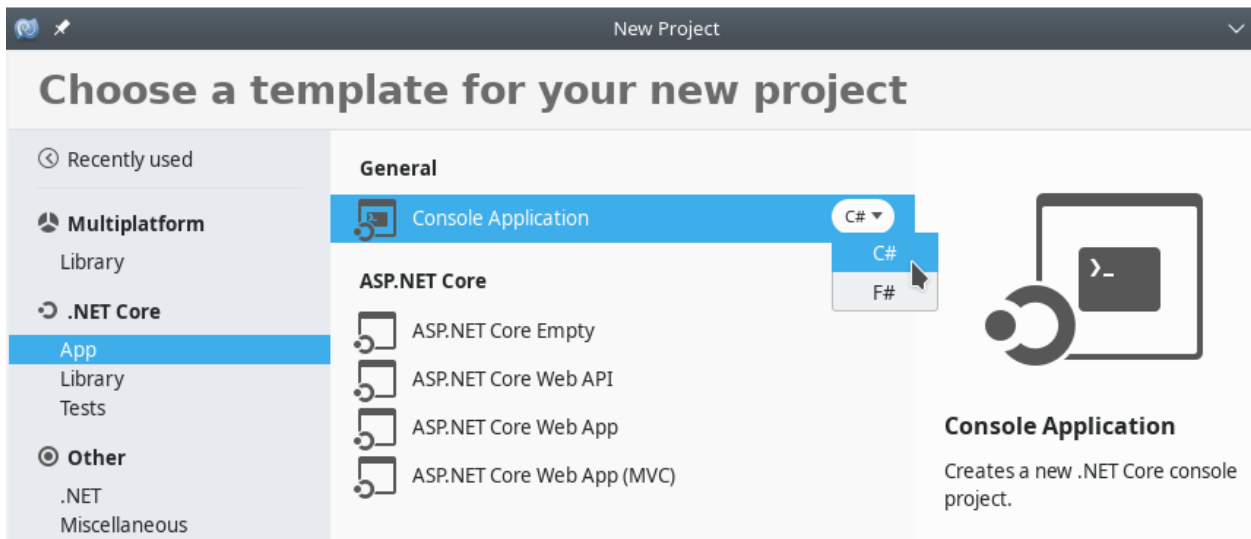 New Project
Choose a template for your new project
Recently used
Multiplatform
Library
.NET Core
App
Library
Tests
Other
.NET
Miscellaneous
General
Console Application
C#
C#
F#
ASP.NET Core
ASP.NET Core Empty
ASP.NET Core Web API
ASP.NET Core Web App
ASP.NET Core Web App (MVC)
Console Application
Creates a new .NET Core console
project.